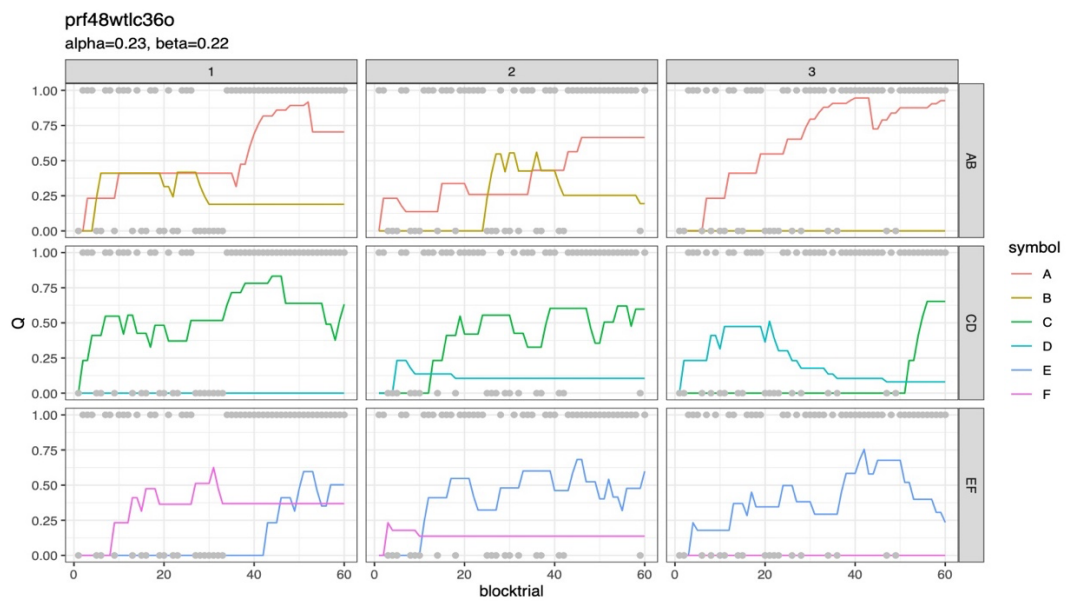 prf48wtlc36o
alpha=0.23, beta=0.22
1 2 3
1.00
0.75
0.50
0.25
0.00
AB
1.00
0.75
0.50
0.25
0.00
CD
1.00
0.75
0.50
0.25
0.00
EF
Q
0 20 40 60 0 20 40 60 0 20 40 60
blocktrial
symbol
A
B
C
D
E
F